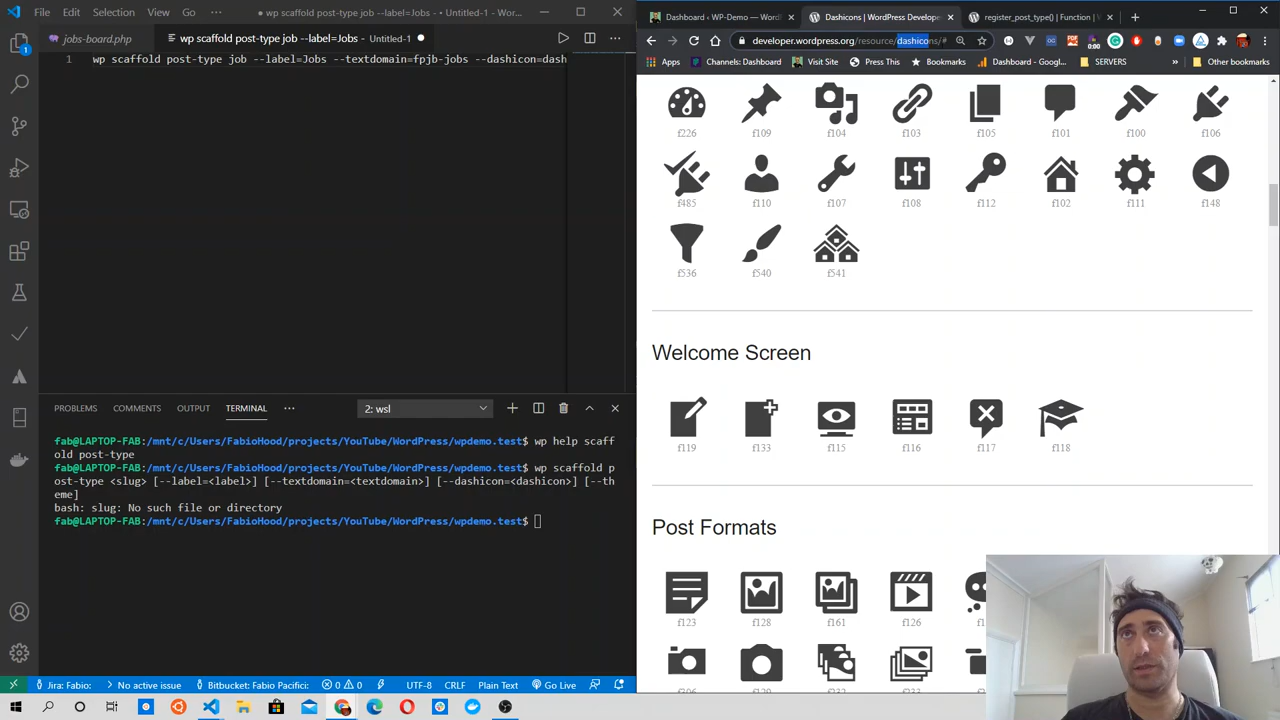 File Edit Selection View Go ··· ● wp scaffold post-type job --label=Jobs - • Untitled-1 -
jobs-board.php
wp scaffold post-type job --label=Jobs Untitled-1 ●
1 wp scaffold post-type job --label=Jobs --textdomain=fpjb-jobs --dashicon=dash
1
PROBLEMS COMMENTS OUTPUT TERMINAL ··· 2: wsl
fab@LAPTOP-FAB:/mnt/c/Users/FabioHood/projects/YouTube/WordPress/wpdemo.test$ wp help scaff
old post-type
fab@LAPTOP-FAB:/mnt/c/Users/FabioHood/projects/YouTube/WordPress/wpdemo.test$ wp scaffold p
ost-type <slug> [--label=<label>] [--textdomain=<textdomain>] [--dashicon=<dashicon>] [--th
eme]
bash: slug: No such file or directory
fab@LAPTOP-FAB:/mnt/c/Users/FabioHood/projects/YouTube/WordPress/wpdemo.test$
Jira: Fabio: No active issue Bitbucket: Fabio Pacific: 0 0 UTF-8 CRLF Plain Text Go Live
Dashboard ‹ WP-Demo — Word
Dashicons | WordPress Develope
register_post_type() | Function | W
developer.wordpress.org/resource/dashicons/#
0:00
Apps Channels: Dashboard Visit Site Press This Bookmarks Dashboard - Googl... SERVERS » Other bookmarks
f226 f109 f104 f103 f105 f101 f100 f106
f485 f110 f107 f108 f112 f102 f111 f148
f536 f540 f541
Welcome Screen
f119 f133 f115 f116 f117 f118
Post Formats
f123 f128 f161 f126